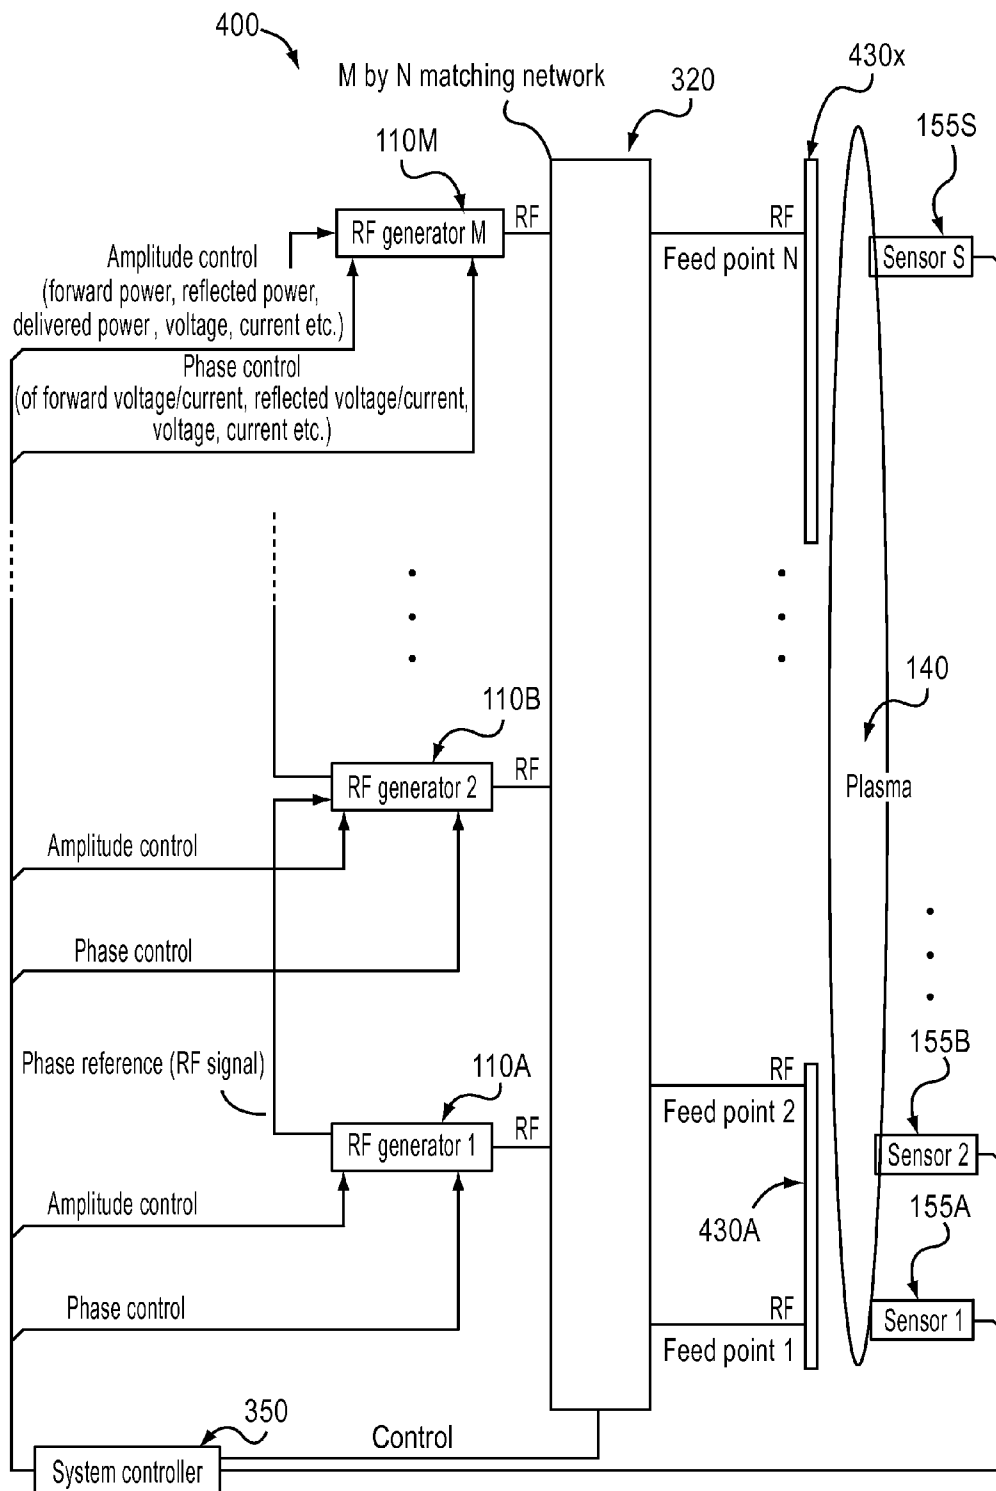 400
M by N matching network
320
430x
155S
110M
RF generator M
RF
RF
Feed point N
Sensor S
Amplitude control
(forward power, reflected power,
delivered power, voltage, current etc.)
Phase control
(of forward voltage/current, reflected voltage/current,
voltage, current etc.)
140
Plasma
110B
RF generator 2
RF
Amplitude control
Phase control
Phase reference (RF signal)
110A
RF generator 1
RF
RF
Feed point 2
155B
Sensor 2
430A
155A
Sensor 1
Amplitude control
Phase control
RF
Feed point 1
350
Control
System controller